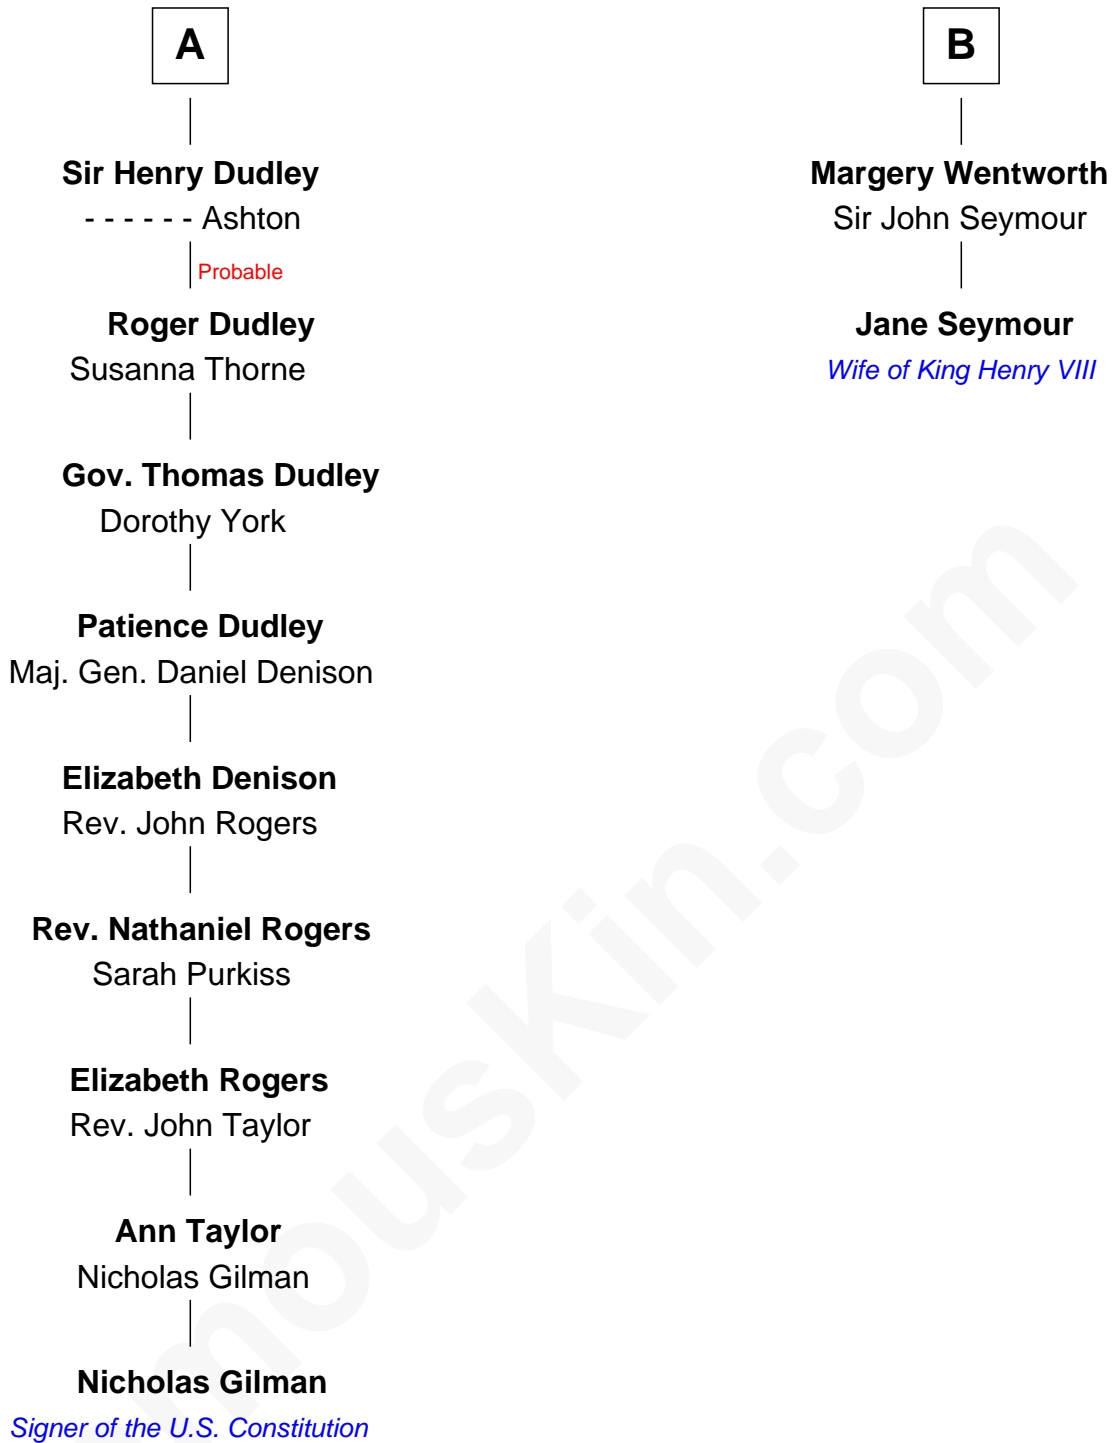 A
Sir Henry Dudley
- - - - - - Ashton
Probable
Roger Dudley
Susanna Thorne
Gov. Thomas Dudley
Dorothy York
Patience Dudley
Maj. Gen. Daniel Denison
Elizabeth Denison
Rev. John Rogers
Rev. Nathaniel Rogers
Sarah Purkiss
Elizabeth Rogers
Rev. John Taylor
Ann Taylor
Nicholas Gilman
Nicholas Gilman
Signer of the U.S. Constitution
B
Margery Wentworth
Sir John Seymour
Jane Seymour
Wife of King Henry VIII
mouskin.com